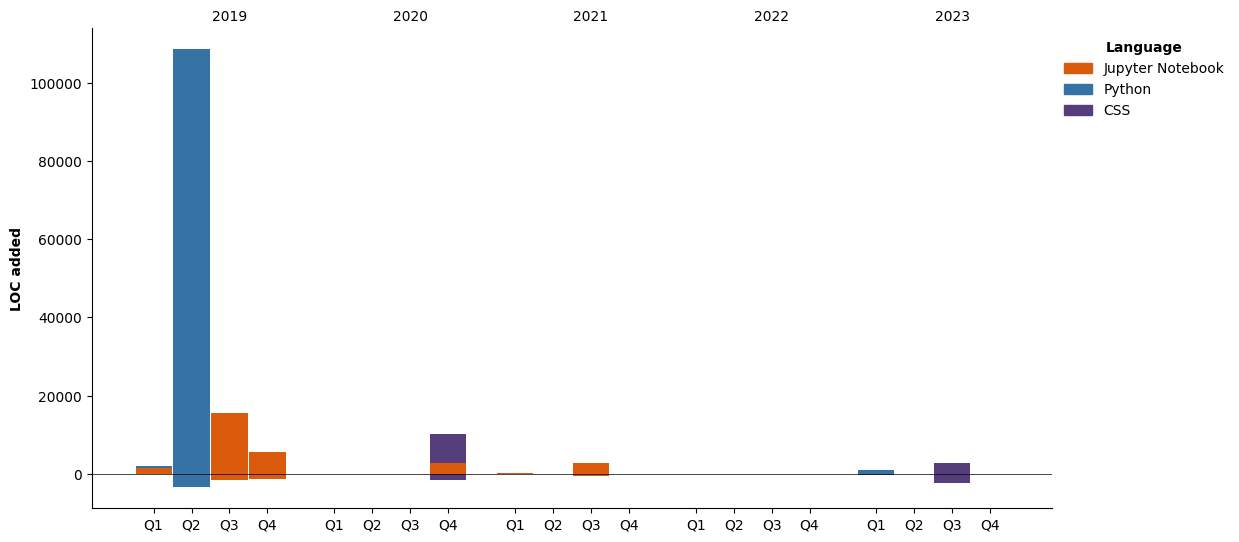 2019 2020 2021 2022 2023
Language
Jupyter Notebook
Python
CSS
LOC added
100000
80000
60000
40000
20000
0
Q1 Q2 Q3 Q4 Q1 Q2 Q3 Q4 Q1 Q2 Q3 Q4 Q1 Q2 Q3 Q4 Q1 Q2 Q3 Q4